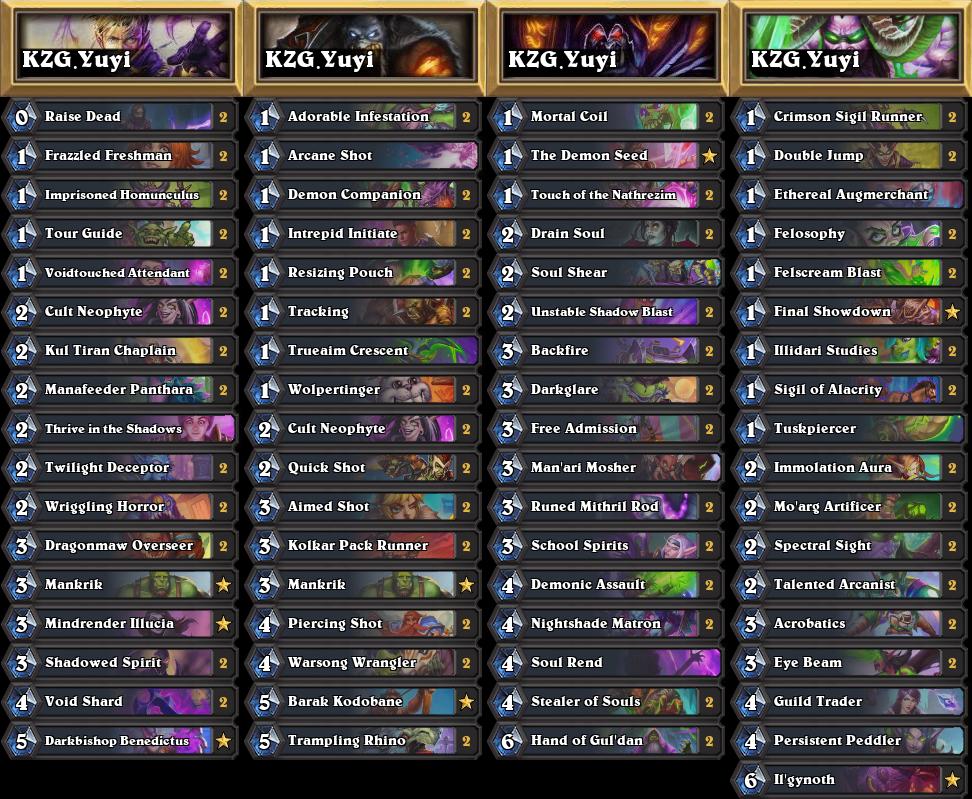 KZG.Yuyi
0 Raise Dead 2
1 Frazzled Freshman 2
1 Imprisoned Homunculus 2
1 Tour Guide 2
1 Voidtouched Attendant 2
2 Cult Neophyte 2
2 Kul Tiran Chaplain 2
2 Manafeeder Panthara 2
2 Thrive in the Shadows
2 Twilight Deceptor 2
2 Wriggling Horror 2
3 Dragonmaw Overseer 2
3 Mankrik
3 Mindrender Illucia
3 Shadowed Spirit 2
4 Void Shard 2
5 Darkbishop Benedictus
KZG.Yuyi
1 Adorable Infestation 2
1 Arcane Shot
1 Demon Companion 2
1 Intrepid Initiate 2
1 Resizing Pouch 2
1 Tracking 2
1 Trueaim Crescent
1 Wolpertinger 2
2 Cult Neophyte 2
2 Quick Shot 2
3 Aimed Shot 2
3 Kolkar Pack Runner 2
3 Mankrik
4 Piercing Shot 2
4 Warsong Wrangler 2
5 Barak Kodobane
5 Trampling Rhino 2
KZG.Yuyi
1 Mortal Coil 2
1 The Demon Seed
1 Touch of the Nathrezim 2
2 Drain Soul 2
2 Soul Shear
2 Unstable Shadow Blast 2
3 Backfire 2
3 Darkglare 2
3 Free Admission 2
3 Man'ari Mosher
3 Runed Mithril Rod 2
3 School Spirits 2
4 Demonic Assault 2
4 Nightshade Matron 2
4 Soul Rend
4 Stealer of Souls 2
6 Hand of Gul'dan 2
KZG.Yuyi
1 Crimson Sigil Runner 2
1 Double Jump 2
1 Ethereal Augmerchant
1 Felosophy 2
1 Felscream Blast 2
1 Final Showdown
1 Illidari Studies 2
1 Sigil of Alacrity 2
1 Tuskpiercer
2 Immolation Aura 2
2 Mo'arg Artificer 2
2 Spectral Sight 2
2 Talented Arcanist 2
3 Acrobatics 2
3 Eye Beam 2
4 Guild Trader
4 Persistent Peddler
6 Il'gynoth